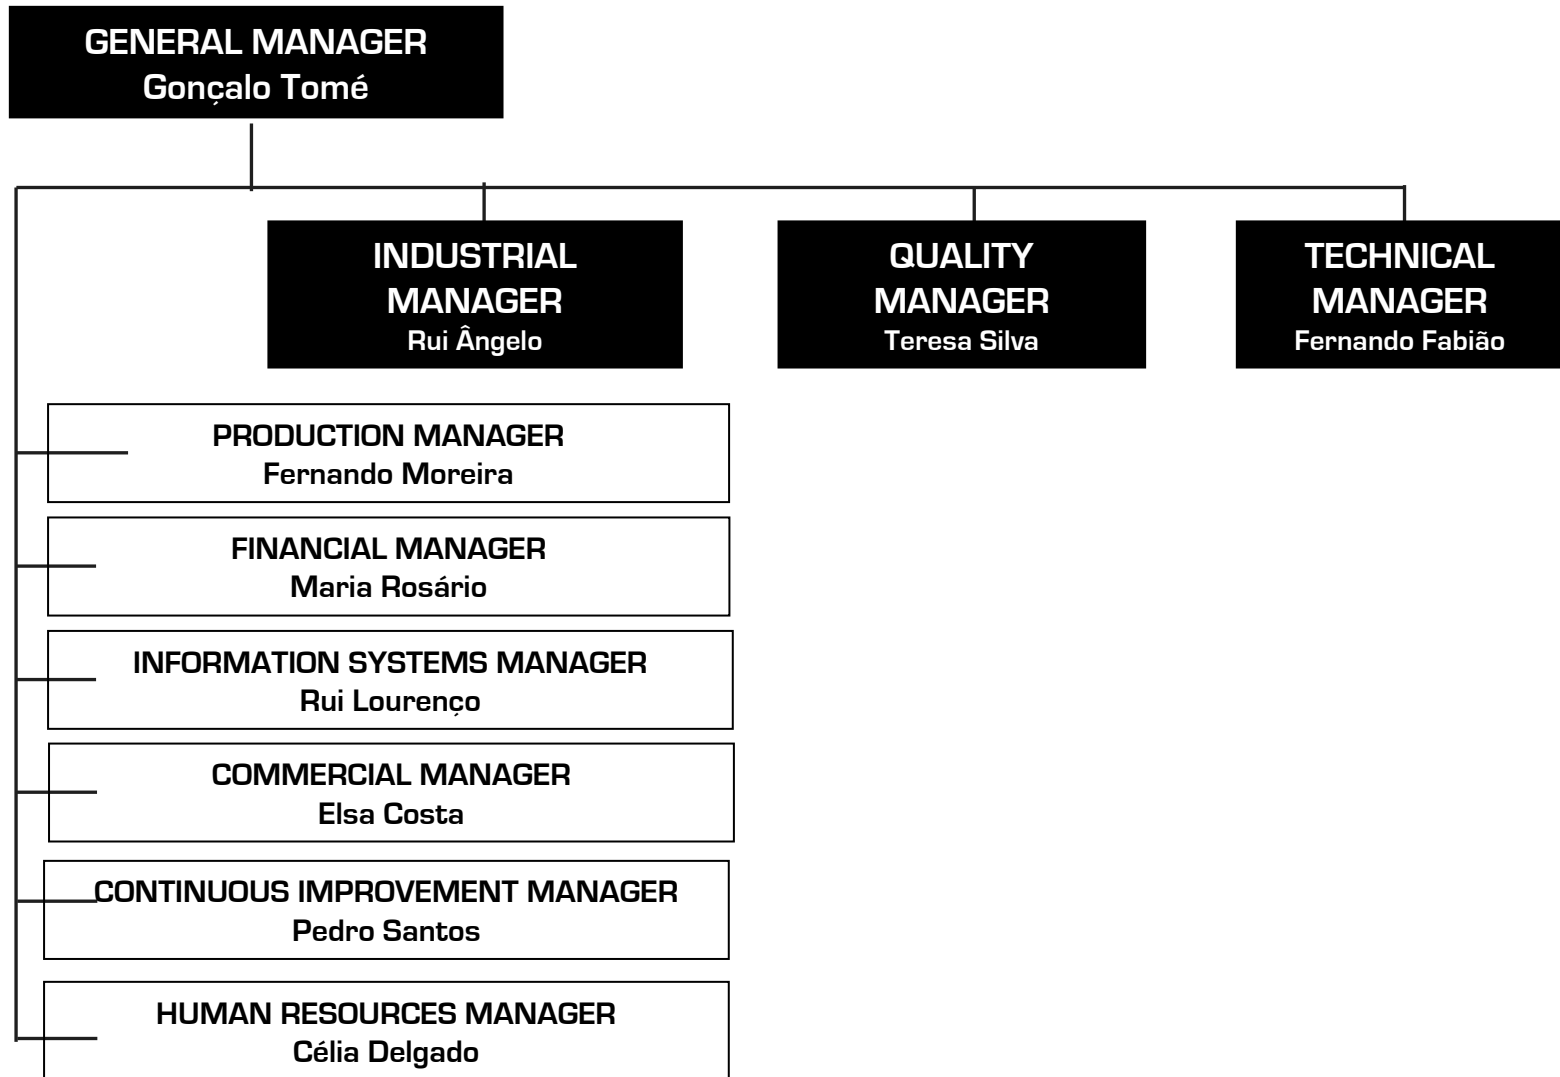 GENERAL MANAGER
Gonçalo Tomé
INDUSTRIAL
MANAGER
Rui Ângelo
QUALITY
MANAGER
Teresa Silva
TECHNICAL
MANAGER
Fernando Fabião
PRODUCTION MANAGER
Fernando Moreira
FINANCIAL MANAGER
Maria Rosário
INFORMATION SYSTEMS MANAGER
Rui Lourenço
COMMERCIAL MANAGER
Elsa Costa
CONTINUOUS IMPROVEMENT MANAGER
Pedro Santos
HUMAN RESOURCES MANAGER
Célia Delgado